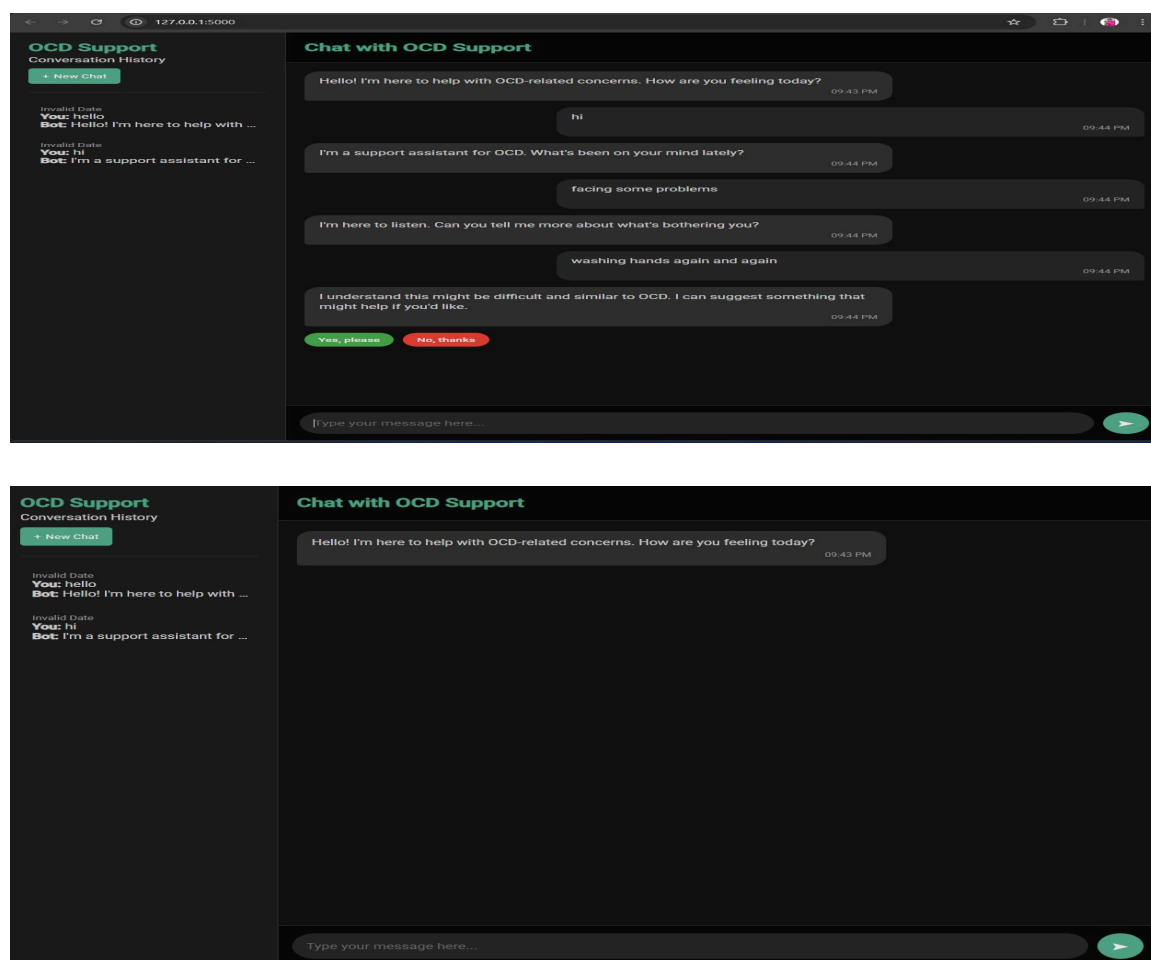 127.0.0.1:5000
OCD Support
Conversation History
+ New Chat
Invalid Date
You: hello
Bot: Hello! I'm here to help with ...
Invalid Date
You: hi
Bot: I'm a support assistant for ...
Chat with OCD Support
Hello! I'm here to help with OCD-related concerns. How are you feeling today?
09:43 PM
hi
09:44 PM
I'm a support assistant for OCD. What's been on your mind lately?
09:44 PM
facing some problems
09:44 PM
I'm here to listen. Can you tell me more about what's bothering you?
09:44 PM
washing hands again and again
09:44 PM
I understand this might be difficult and similar to OCD. I can suggest something that
might help if you'd like.
09:44 PM
Yes, please No, thanks
Type your message here...
OCD Support
Conversation History
+ New Chat
Invalid Date
You: hello
Bot: Hello! I'm here to help with ...
Invalid Date
You: hi
Bot: I'm a support assistant for ...
Chat with OCD Support
Hello! I'm here to help with OCD-related concerns. How are you feeling today?
09:43 PM
Type your message here...